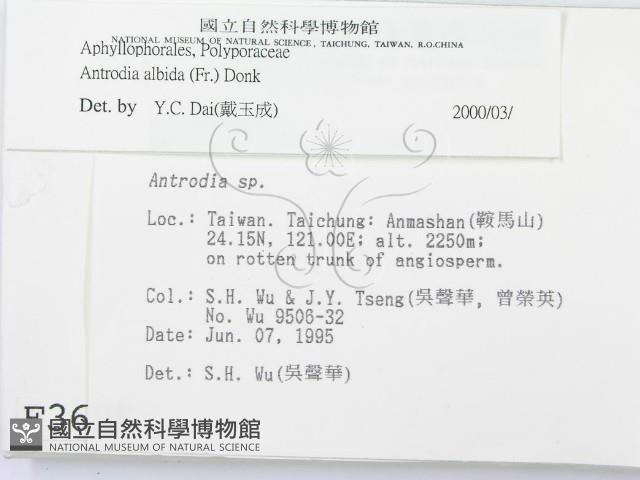 國立自然科學博物館
NATIONAL MUSEUM OF NATURAL SCIENCE, TAICHUNG, TAIWAN, R.O.CHINA
Aphyllophorales, Polyporaceae
Antrodia albida (Fr.) Donk
Det. by Y.C. Dai(戴玉成) 2000/03/
Antrodia sp.
Loc.: Taiwan. Taichung: Anmashan(鞍馬山)
24.15N, 121.00E; alt. 2250m;
on rotten trunk of angiosperm.
Col.: S.H. Wu & J.Y. Tseng(吳聲華, 曾榮英)
No. Wu 9506-32
Date: Jun. 07, 1995
Det.: S.H. Wu(吳聲華)
F36
國立自然科學博物館
NATIONAL MUSEUM OF NATURAL SCIENCE